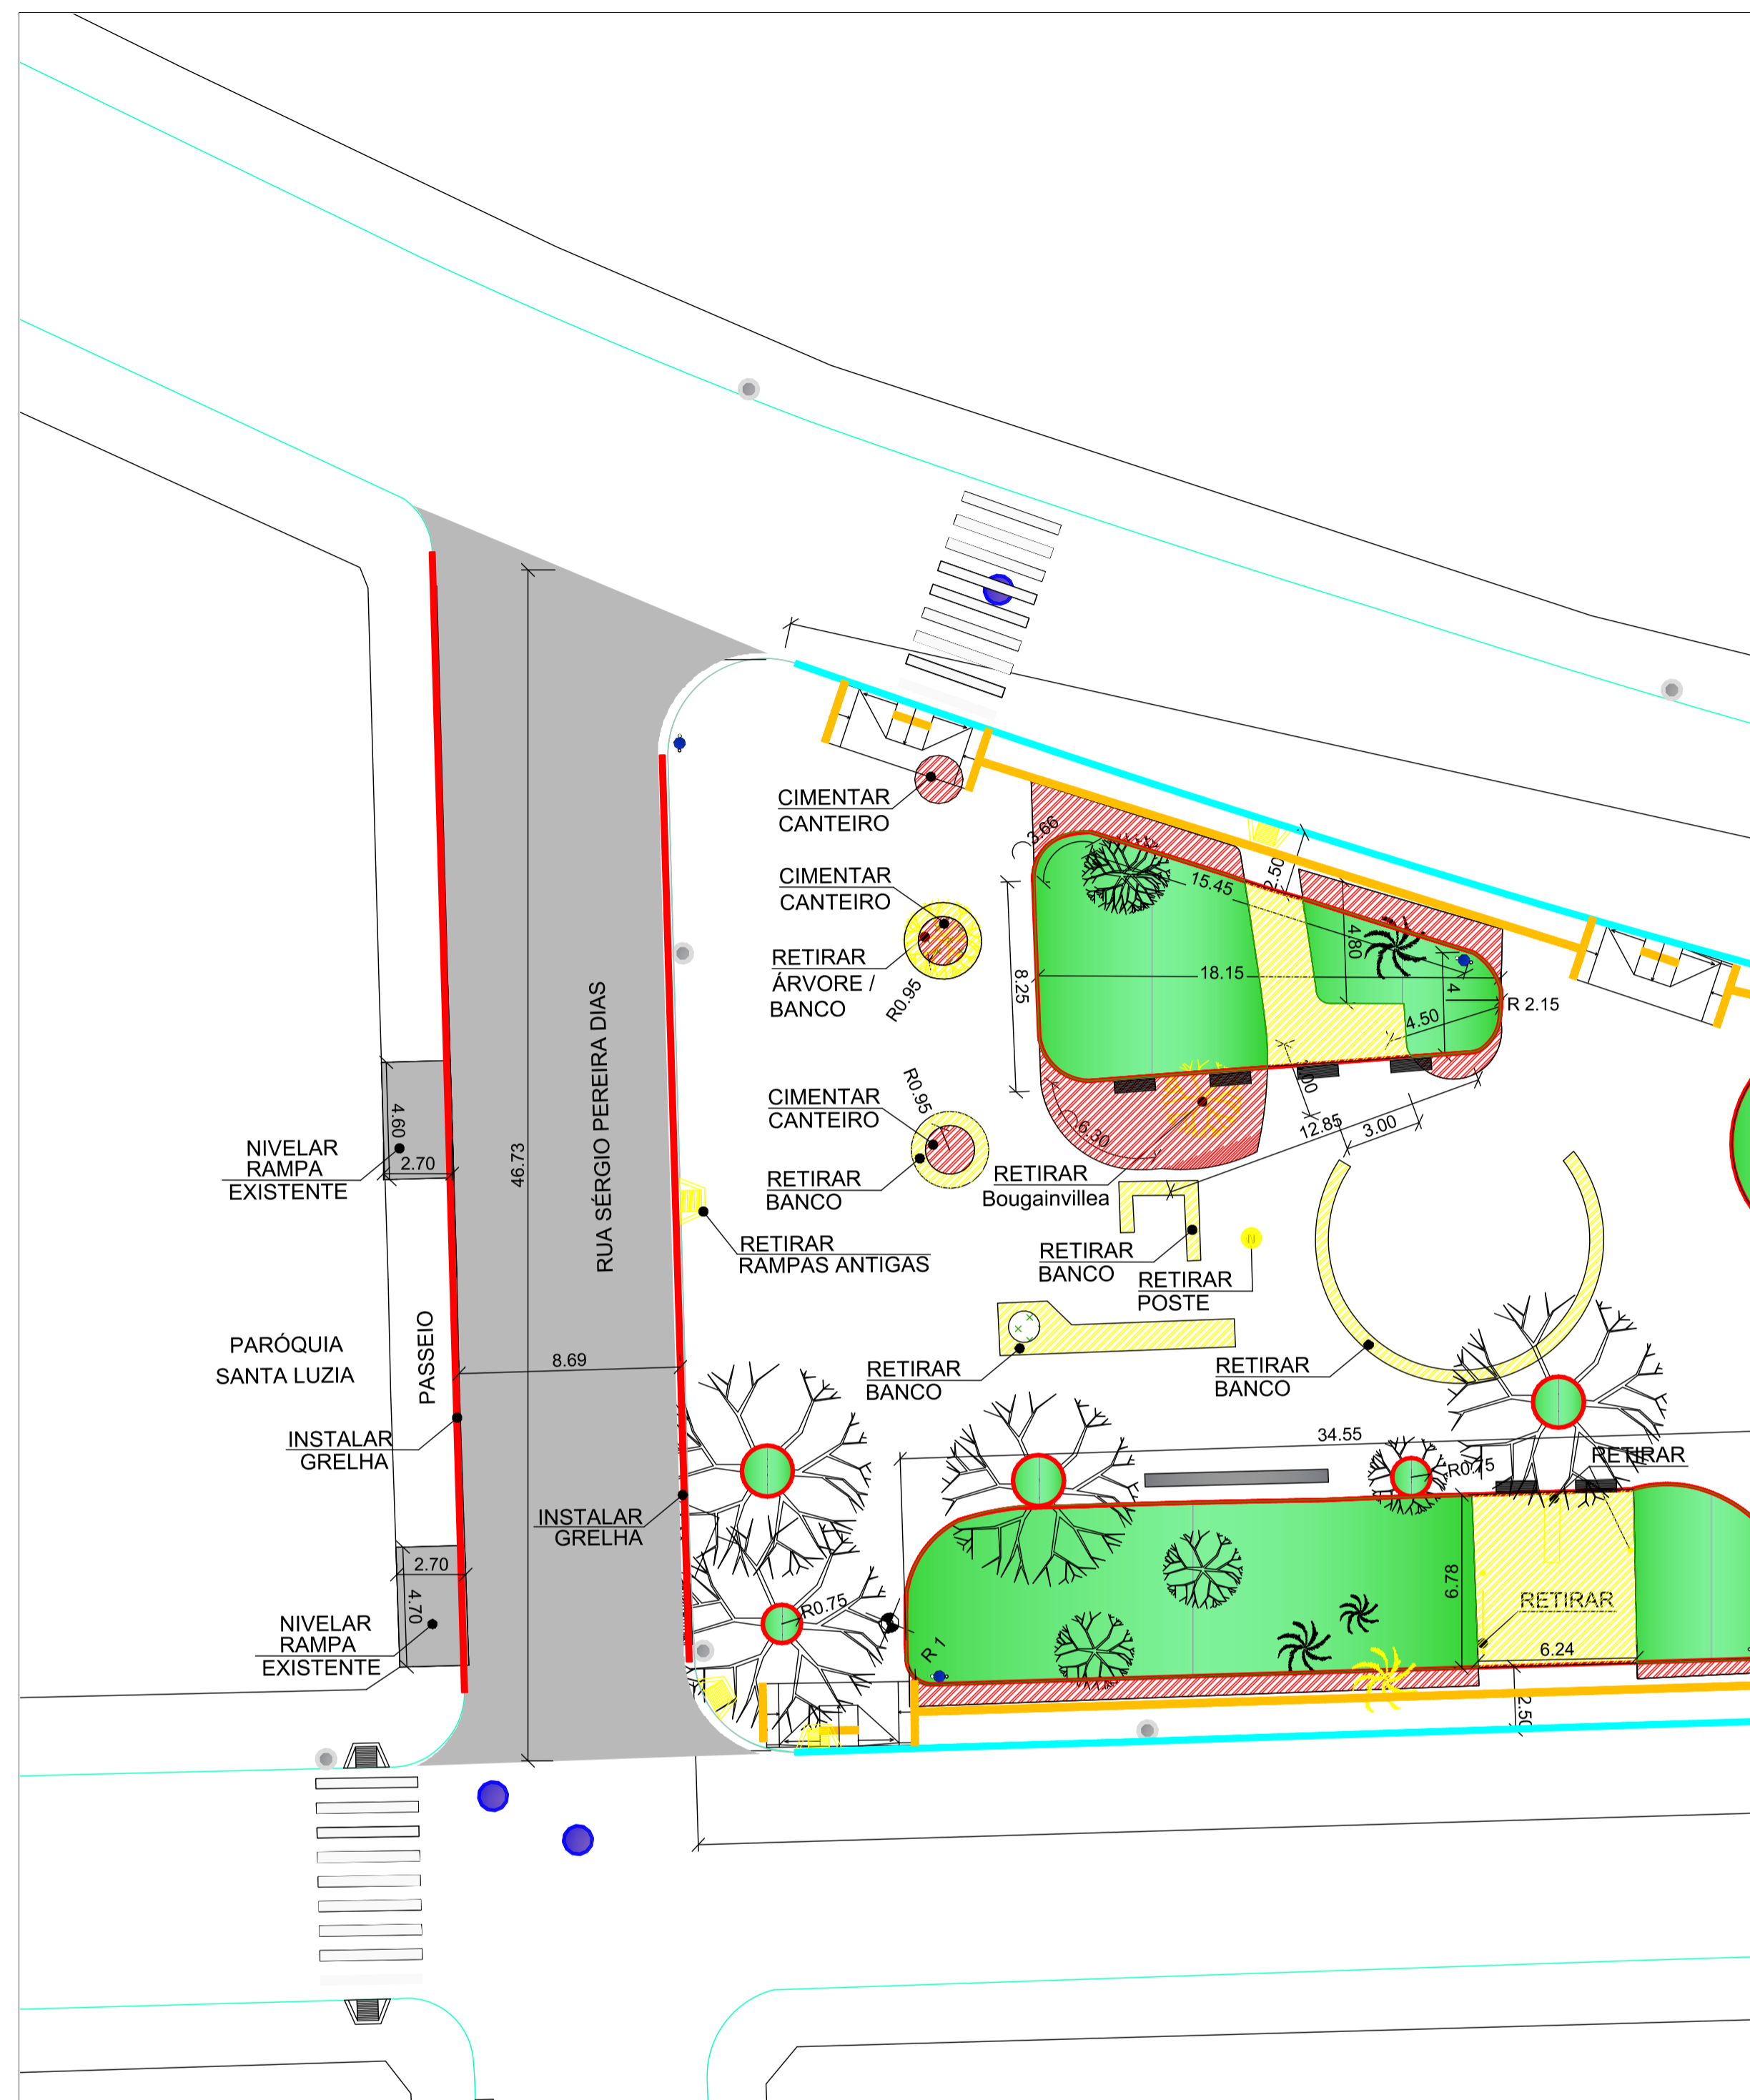 CIMENTAR
CANTEIRO
3.66
CIMENTAR
CANTEIRO
15.45
2.50
4.80
RETIRAR
ÁRVORE /
BANCO
R0.95
8.25
18.15
4
R 2.15
4.50
RUA SÉRGIO PEREIRA DIAS
46.73
4.60
2.70
NIVELAR
RAMPA
EXISTENTE
CIMENTAR
CANTEIRO
R0.95
6.30
12.85
3.00
RETIRAR
BANCO
RETIRAR
Bougainvillea
RETIRAR
RAMPAS ANTIGAS
RETIRAR
BANCO
RETIRAR
POSTE
PARÓQUIA
SANTA LUZIA
PASSEIO
8.69
RETIRAR
BANCO
RETIRAR
BANCO
INSTALAR
GRELHA
34.55
RETIRAR
R0.75
INSTALAR
GRELHA
2.70
4.70
NIVELAR
RAMPA
EXISTENTE
R0.75
R 1
6.78
RETIRAR
6.24
2.50